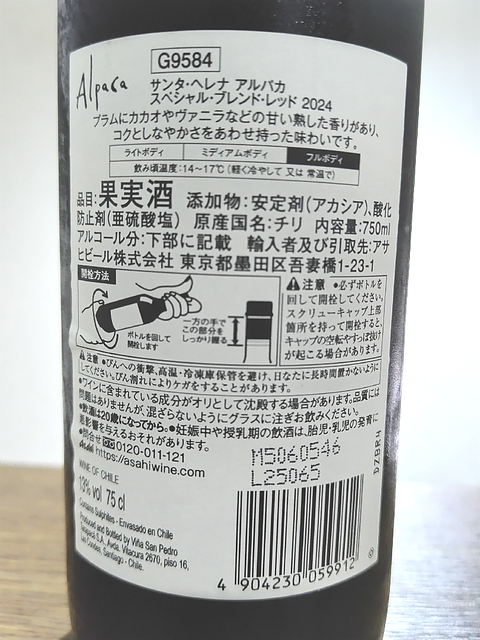 Alpaca
G9584
サンタ・ヘレナ アルパカ
スペシャル・ブレンド・レッド 2024
プラムにカカオやヴァニラなどの甘い熟した香りがあり、
コクとしなやかさをあわせ持った味わいです。
ライトボディ ミディアムボディ フルボディ
飲み頃温度:14~17℃(軽く冷やして又は常温で)
品目:果実酒 添加物:安定剤(アカシア)、酸化
防止剤(亜硫酸塩) 原産国名:チリ 内容量:750ml
アルコール分:下部に記載 輸入者及び引取先:アサ
ヒビール株式会社 東京都墨田区吾妻橋1-23-1
開栓方法
ボトルを回して
開栓します
一方の手で
この部分を
しっかり握る
注意 ●必ずボトルを
回して開栓してください。
スクリューキャップ上部
箇所を持って開栓すると、
キャップの空転やすっぽ抜け
が起こる場合があります。
注意 ●びんへの衝撃、高温・冷凍庫保管を避け、日なたに長時間置かないように
してください。びん割れによりケガをすることがあります。
●ワインに含まれている成分がオリとして沈殿する場合があります。品質には
問題はありませんが、混ざらないようにグラスに注ぎお飲みください。
●飲酒は20歳になってから。●妊娠中や授乳期の飲酒は、胎児・乳児の発育に
悪影響を与えるおそれがあります。
●問合せ 0120-011-121
Asahi https://asahiwine.com
M5060546
L25065
DZBR4
WINE OF CHILE
13% vol 75 cl
Contains Sulphites - Envasado en Chile
Produced and Bottled by Viña San Pedro
Tarapacá S.A. Avda. Vitacura 2670, piso 16,
Las Condes, Santiago - Chile.
4 904230 059912